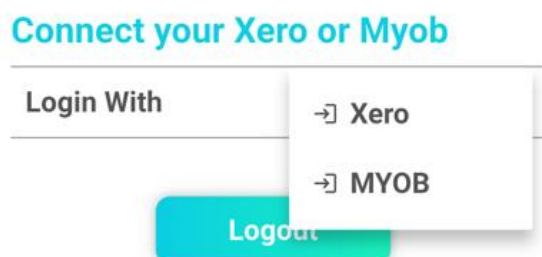 Connect your Xero or Myob
Login With
Xero
MYOB
Logout